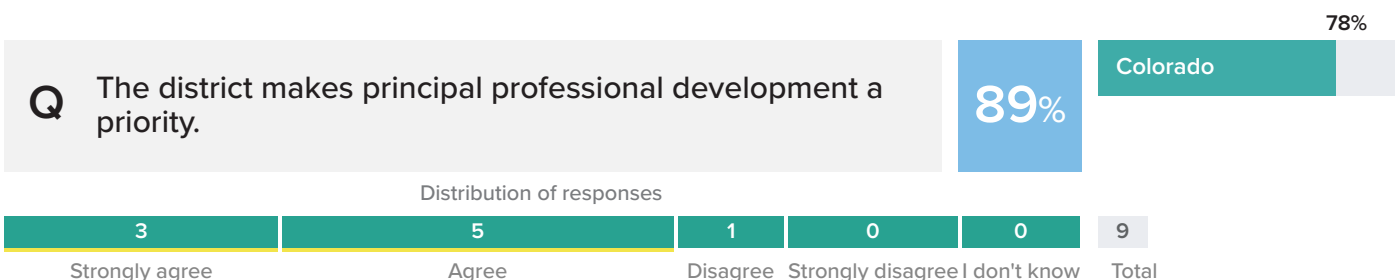 78%
Q
The district makes principal professional development a
priority.
89%
Colorado
Distribution of responses
3 5 1 0 0 9
Strongly agree Agree Disagree Strongly disagree I don't know Total